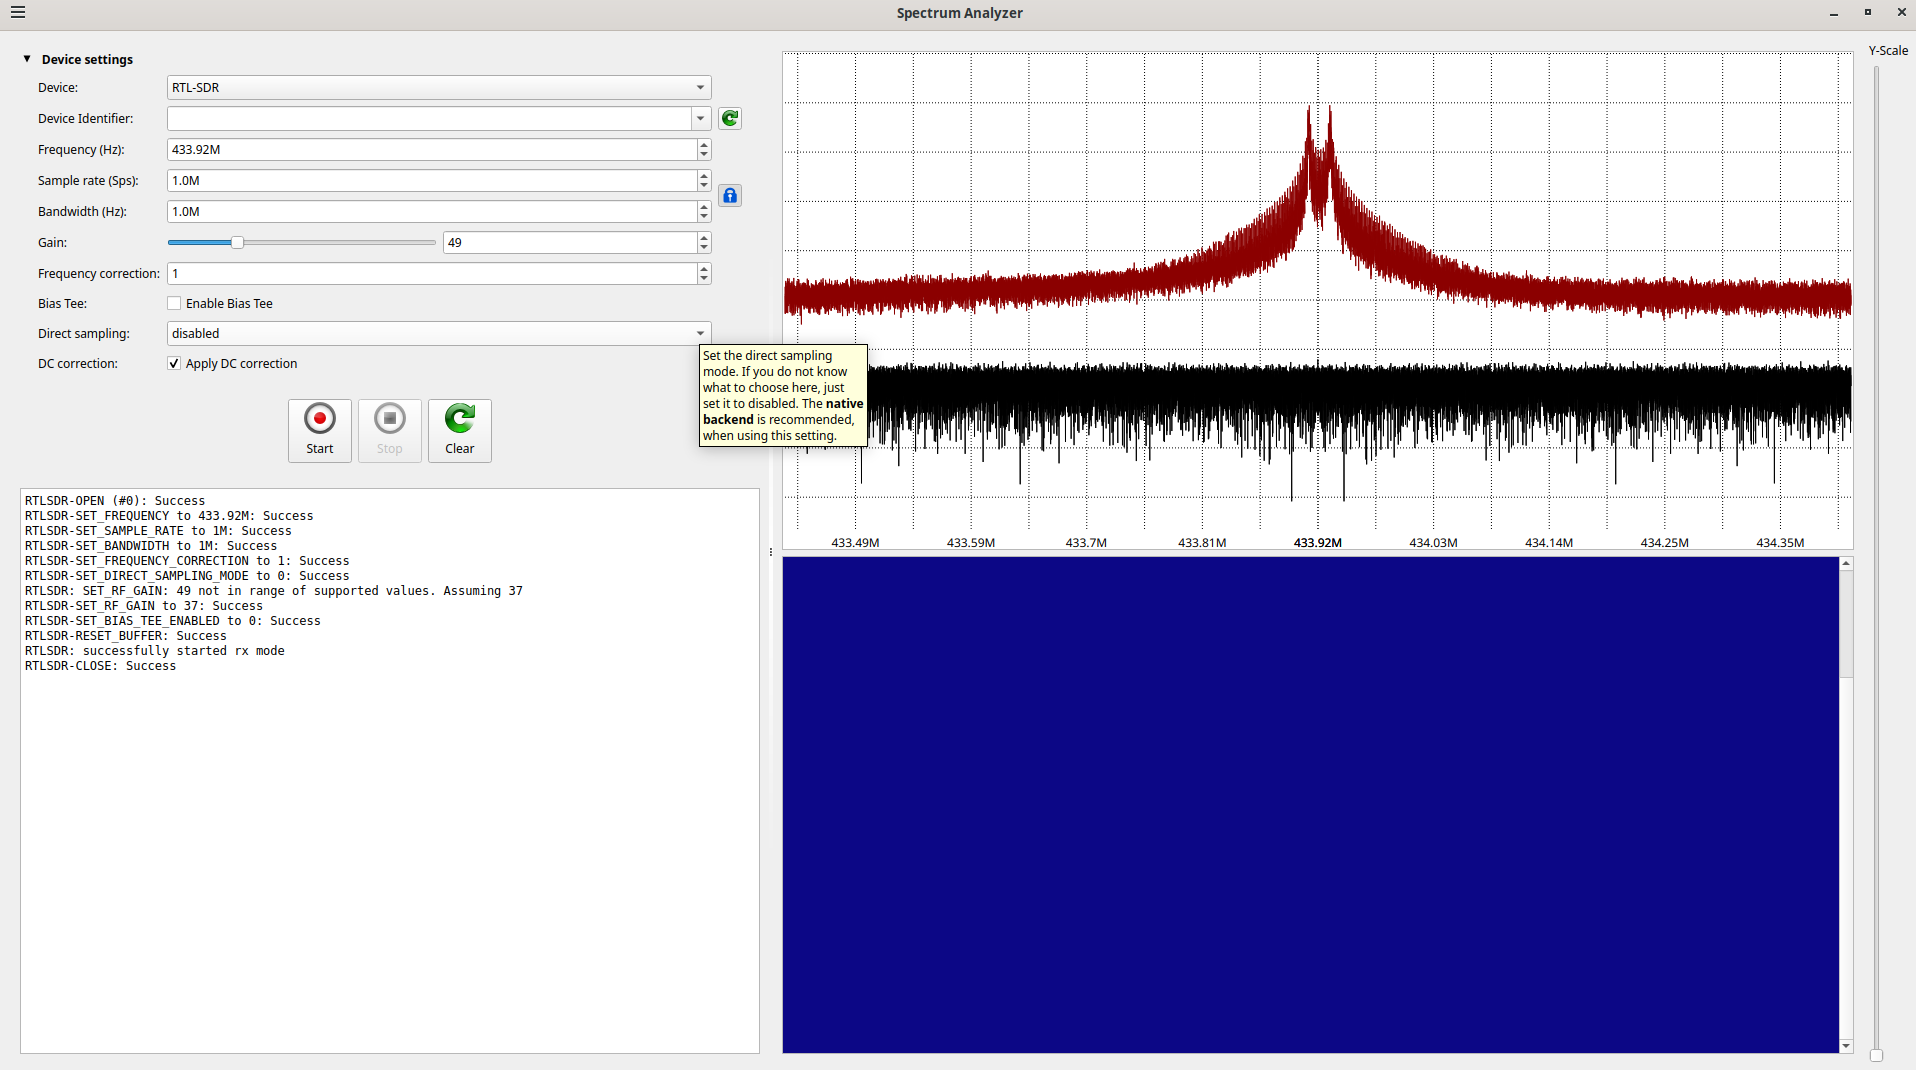 Spectrum Analyzer
Device settings
Device: RTL-SDR
Device Identifier:
Frequency (Hz): 433.92M
Sample rate (Sps): 1.0M
Bandwidth (Hz): 1.0M
Gain: 49
Frequency correction: 1
Bias Tee: Enable Bias Tee
Direct sampling: disabled
DC correction: Apply DC correction
Start Stop Clear
RTLSDR-OPEN (#0): Success
RTLSDR-SET_FREQUENCY to 433.92M: Success
RTLSDR-SET_SAMPLE_RATE to 1M: Success
RTLSDR-SET_BANDWIDTH to 1M: Success
RTLSDR-SET_FREQUENCY_CORRECTION to 1: Success
RTLSDR-SET_DIRECT_SAMPLING_MODE to 0: Success
RTLSDR: SET_RF_GAIN: 49 not in range of supported values. Assuming 37
RTLSDR-SET_RF_GAIN to 37: Success
RTLSDR-SET_BIAS_TEE_ENABLED to 0: Success
RTLSDR-RESET_BUFFER: Success
RTLSDR: successfully started rx mode
RTLSDR-CLOSE: Success
Set the direct sampling
mode. If you do not know
what to choose here, just
set it to disabled. The native
backend is recommended,
when using this setting.
433.49M 433.59M 433.7M 433.81M 433.92M 434.03M 434.14M 434.25M 434.35M
Y-Scale